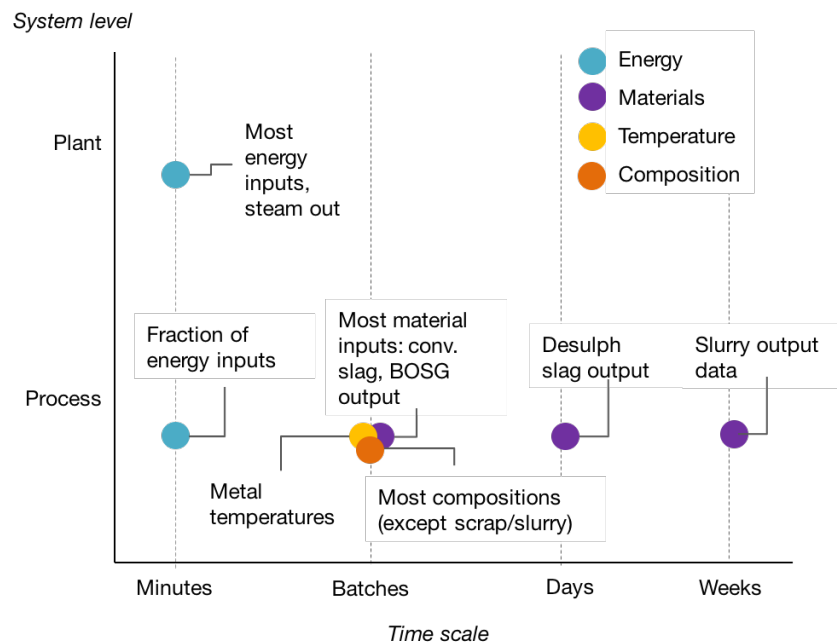 System level
Energy
Materials
Temperature
Composition
Plant
Most
energy
inputs,
steam out
Fraction of
energy inputs
Most material
inputs: conv.
slag, BOSG
output
Desulph
slag output
Slurry output
data
Process
Metal
temperatures
Most compositions
(except scrap/slurry)
Minutes
Batches
Days
Weeks
Time scale